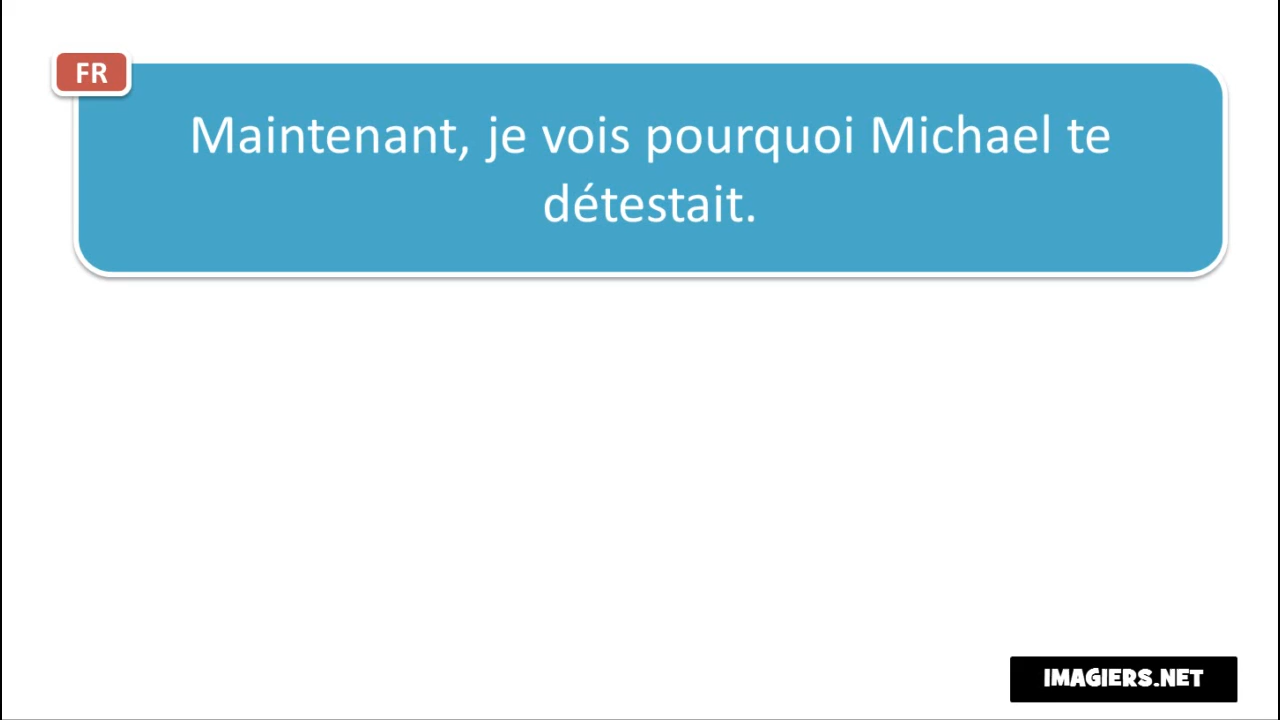 FR
Maintenant, je vois pourquoi Michael te
détestait.
IMAGIERS.NET